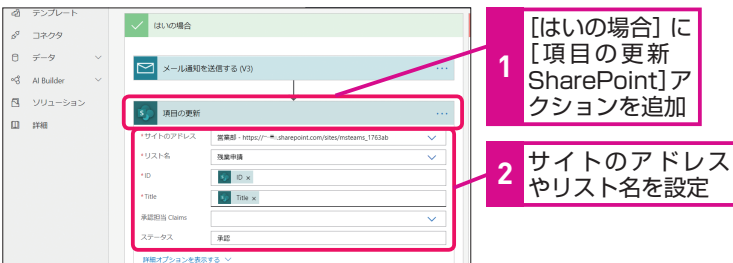 テンプレート
コネクタ
データ
AI Builder
ソリューション
詳細
はいの場合
メール通知を送信する (V3)
項目の更新
*サイトのアドレス
営業部 - https://
.sharepoint.com/sites/msteams_1763ab
*リスト名
残業申請
*ID
ID ×
*Title
Title ×
承認担当 Claims
ステータス
承認
詳細オプションを表示する
1
[はいの場合] に
[項目の更新
SharePoint]ア
クションを追加
2
サイトのアドレス
やリスト名を設定